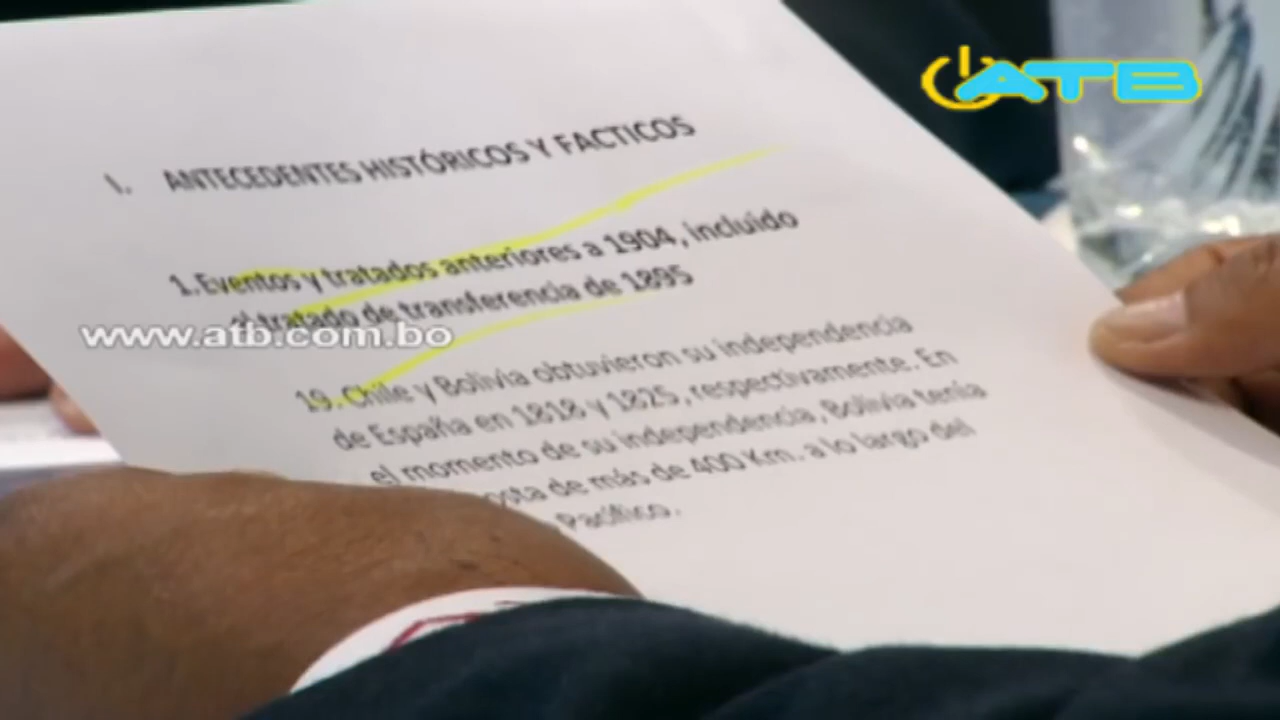 ATB
I. ANTECEDENTES HISTÓRICOS Y FACTICOS
1. Eventos y tratados anteriores a 1904, incluido
el tratado de transferencia de 1895
www.atb.com.bo
19. Chile y Bolivia obtuvieron su independencia
de España en 1818 y 1825, respectivamente. En
el momento de su independencia, Bolivia tenía
de más de 400 Km. a lo largo del
Pacífico.